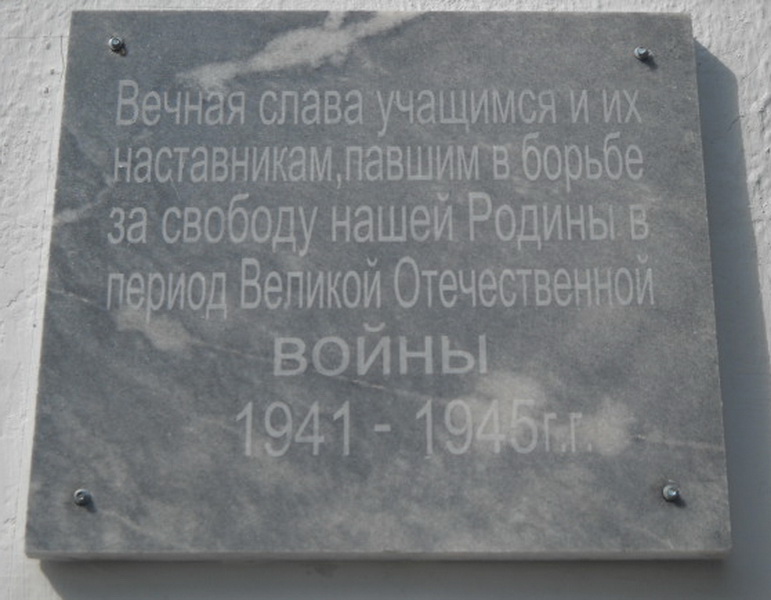 Вечная слава учащимся и их
наставникам,павшим в борьбе
за свободу нашей Родины в
период Великой Отечественной
войны
1941 - 1945г.г.